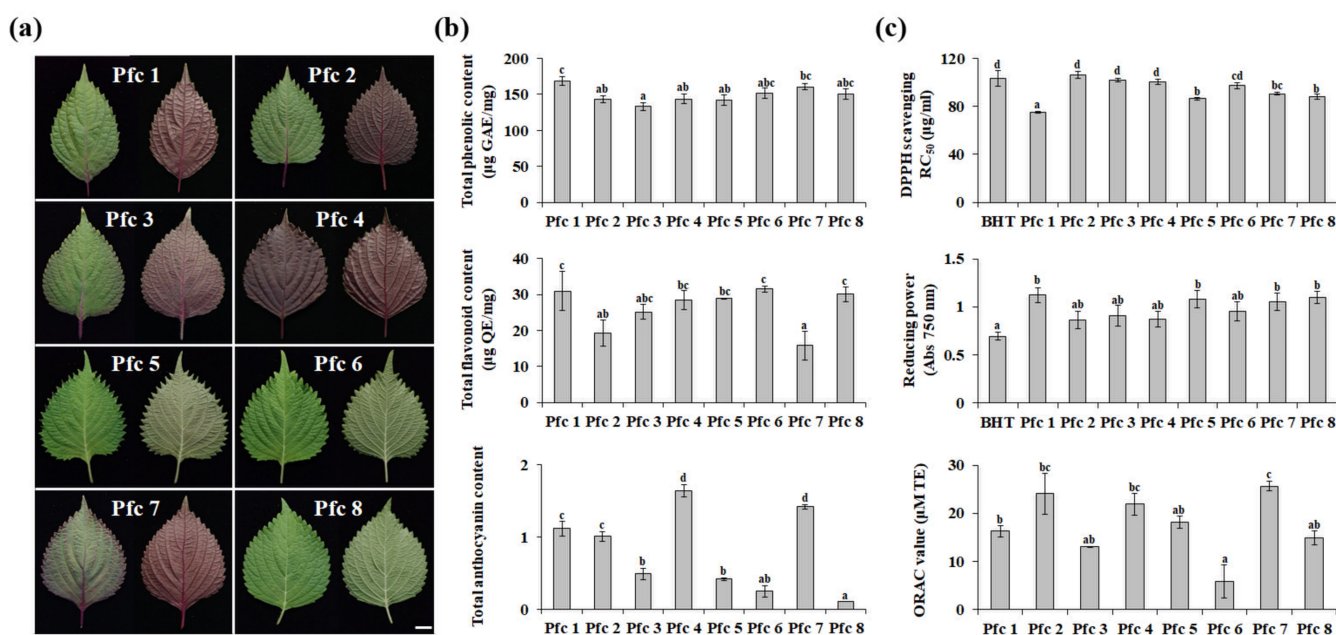 (a)
Pfc 1
Pfc 2
Pfc 3
Pfc 4
Pfc 5
Pfc 6
Pfc 7
Pfc 8
(b)
Total phenolic content
(µg GAE/mg)
200
150
100
50
0
c
ab
a
ab
ab
abc
bc
abc
Pfc 1 Pfc 2 Pfc 3 Pfc 4 Pfc 5 Pfc 6 Pfc 7 Pfc 8
Total flavonoid content
(µg QE/mg)
40
30
20
10
0
c
ab
abc
bc
bc
c
a
c
Pfc 1 Pfc 2 Pfc 3 Pfc 4 Pfc 5 Pfc 6 Pfc 7 Pfc 8
Total anthocyanin content
2
1
0
c
c
b
d
b
ab
d
a
Pfc 1 Pfc 2 Pfc 3 Pfc 4 Pfc 5 Pfc 6 Pfc 7 Pfc 8
(c)
DPPH scavenging
RC50 (µg/ml)
120
80
40
0
d
a
d
d
d
b
cd
bc
b
BHT Pfc 1 Pfc 2 Pfc 3 Pfc 4 Pfc 5 Pfc 6 Pfc 7 Pfc 8
Reducing power
(Abs 750 nm)
1.5
1
0.5
0
a
b
ab
ab
ab
b
ab
b
b
BHT Pfc 1 Pfc 2 Pfc 3 Pfc 4 Pfc 5 Pfc 6 Pfc 7 Pfc 8
ORAC value (µM TE)
30
20
10
0
b
bc
ab
bc
ab
a
c
ab
Pfc 1 Pfc 2 Pfc 3 Pfc 4 Pfc 5 Pfc 6 Pfc 7 Pfc 8